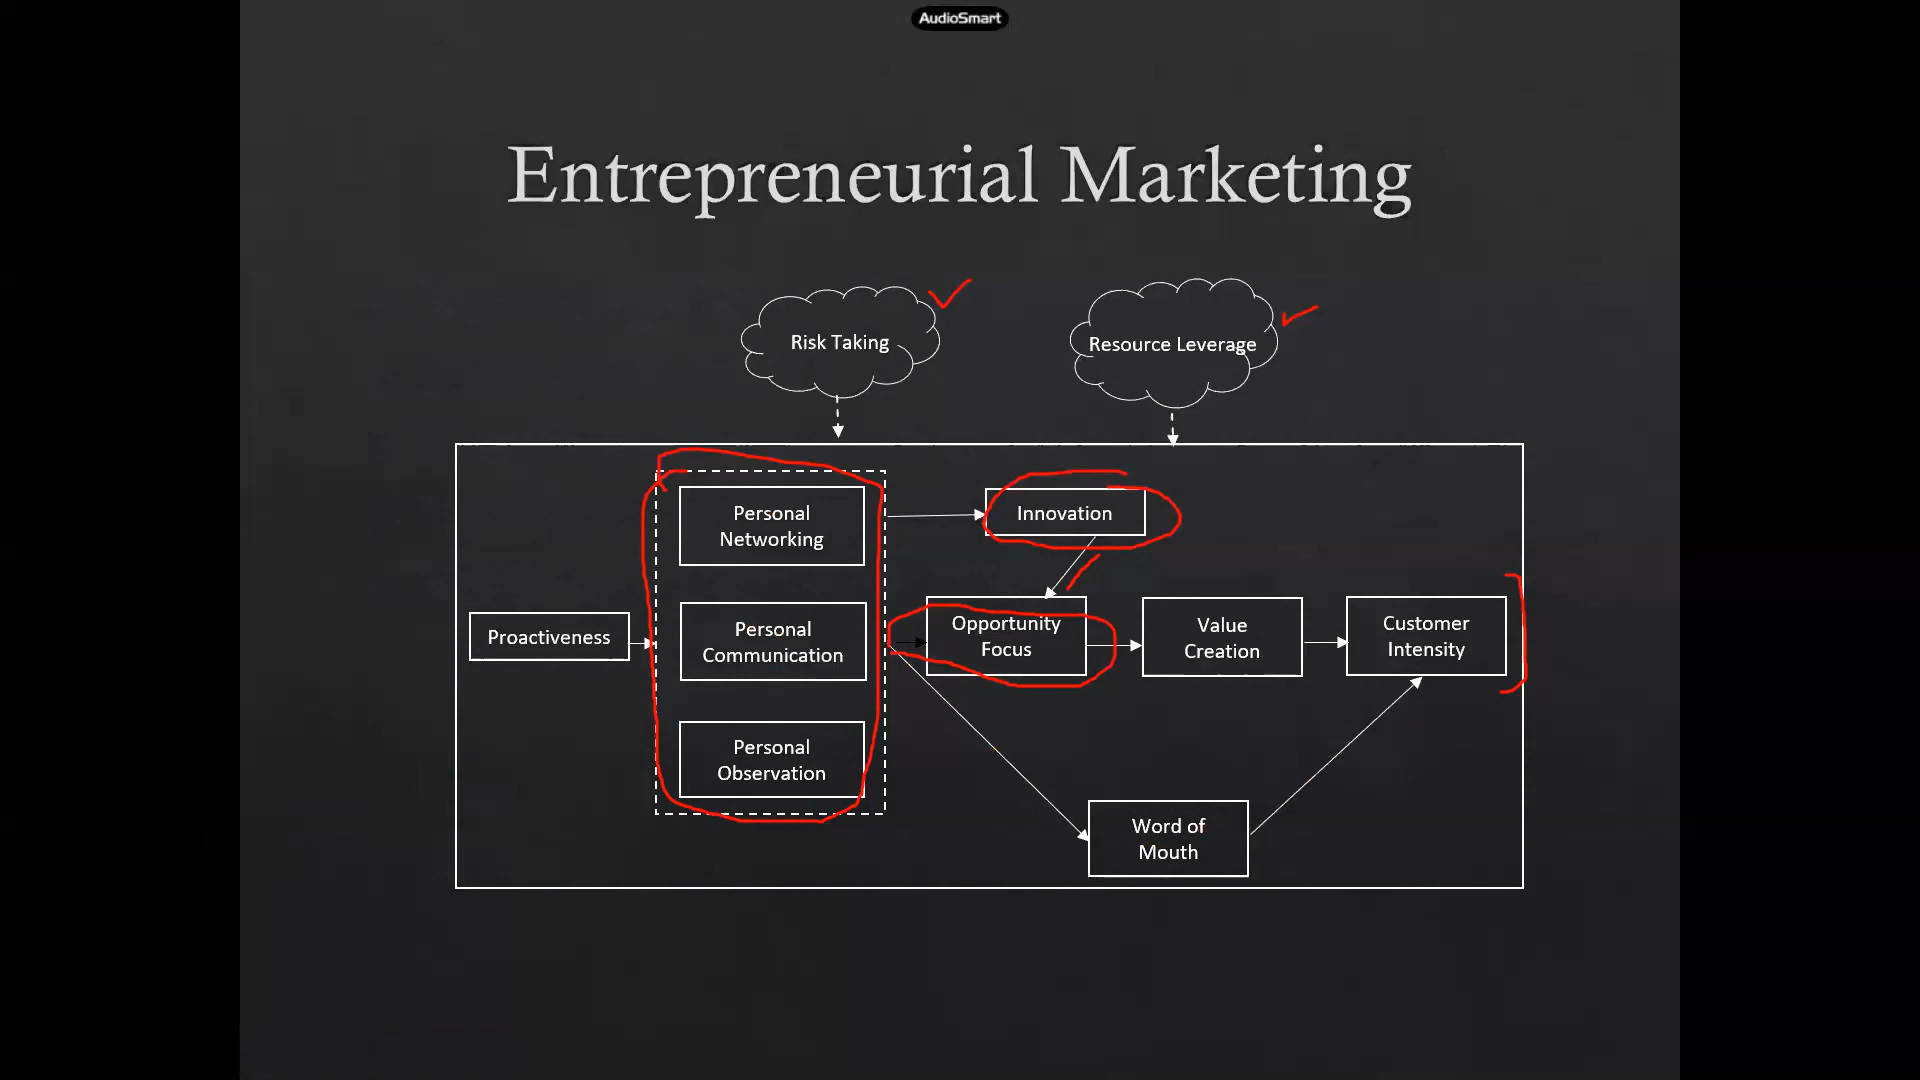 AudioSmart
Entrepreneurial Marketing
Risk Taking
Resource Leverage
Personal
Networking
Innovation
Proactiveness
Personal
Communication
Opportunity
Focus
Value
Creation
Customer
Intensity
Personal
Observation
Word of
Mouth